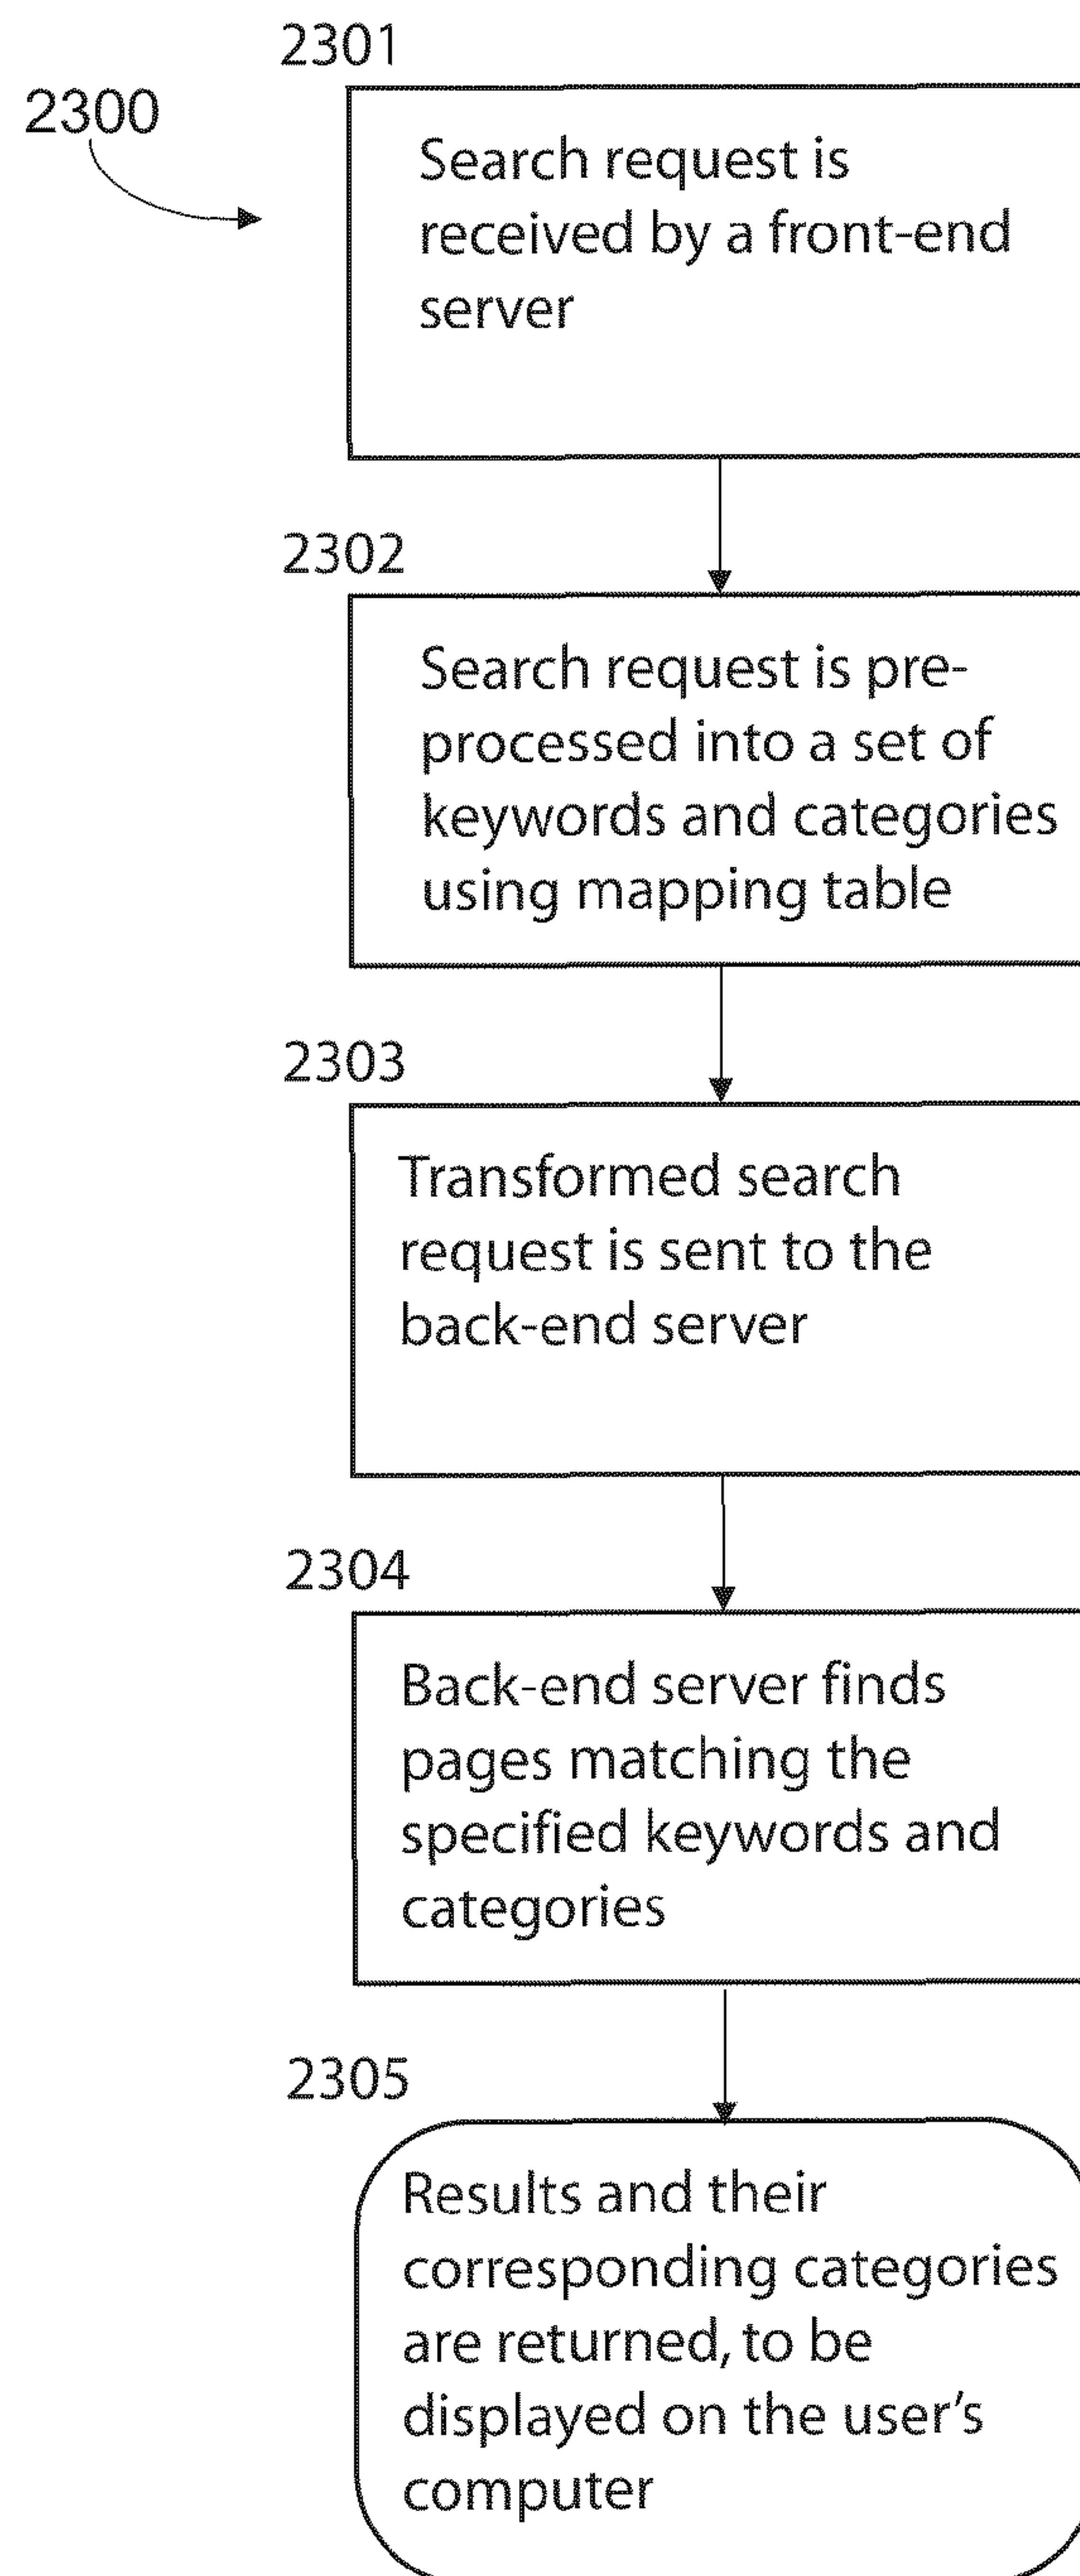 2301
2300
Search request is
received by a front-end
server
2302
Search request is pre-
processed into a set of
keywords and categories
using mapping table
2303
Transformed search
request is sent to the
back-end server
2304
Back-end server finds
pages matching the
specified keywords and
categories
2305
Results and their
corresponding categories
are returned, to be
displayed on the user’s
computer